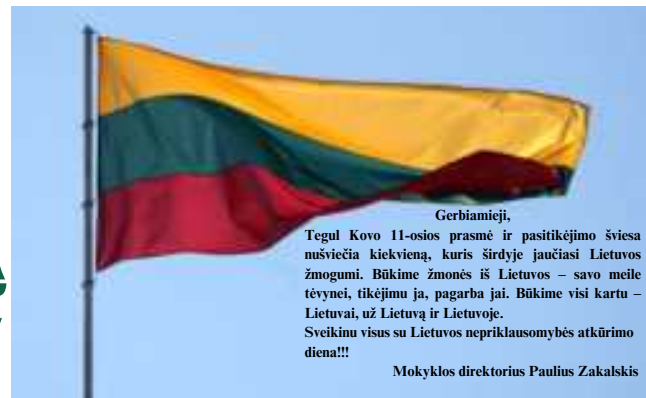 Gerbiamieji,
Tegul Kovo 11-osios prasmė ir pasitikėjimo šviesa
nušviečia kiekvieną, kuris širdyje jaučiasi Lietuvos
žmogumi. Būkime žmonės iš Lietuvos – savo meile
tėvynei, tikėjimu ja, pagarba jai. Būkime visi kartu –
Lietuvai, už Lietuvą ir Lietuvoje.
Sveikinu visus su Lietuvos nepriklausomybės atkūrimo
diena!!!
Mokyklos direktorius Paulius Zakalskis